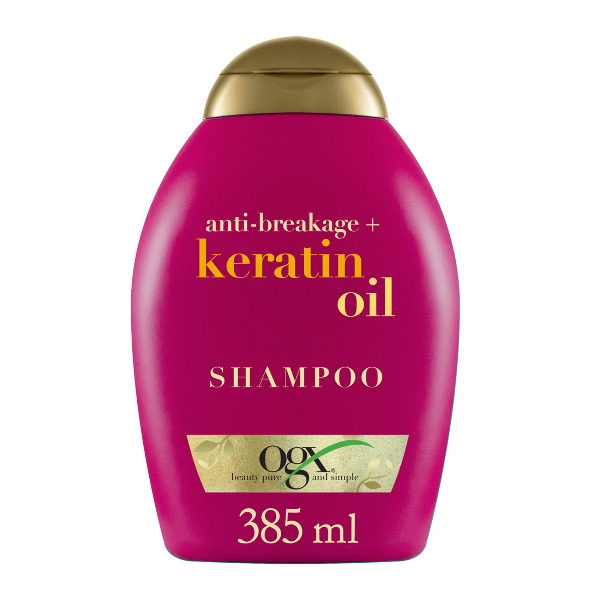 anti-breakage +
keratin
oil
SHAMPOO
ogx®
beauty pure and simple
385 ml